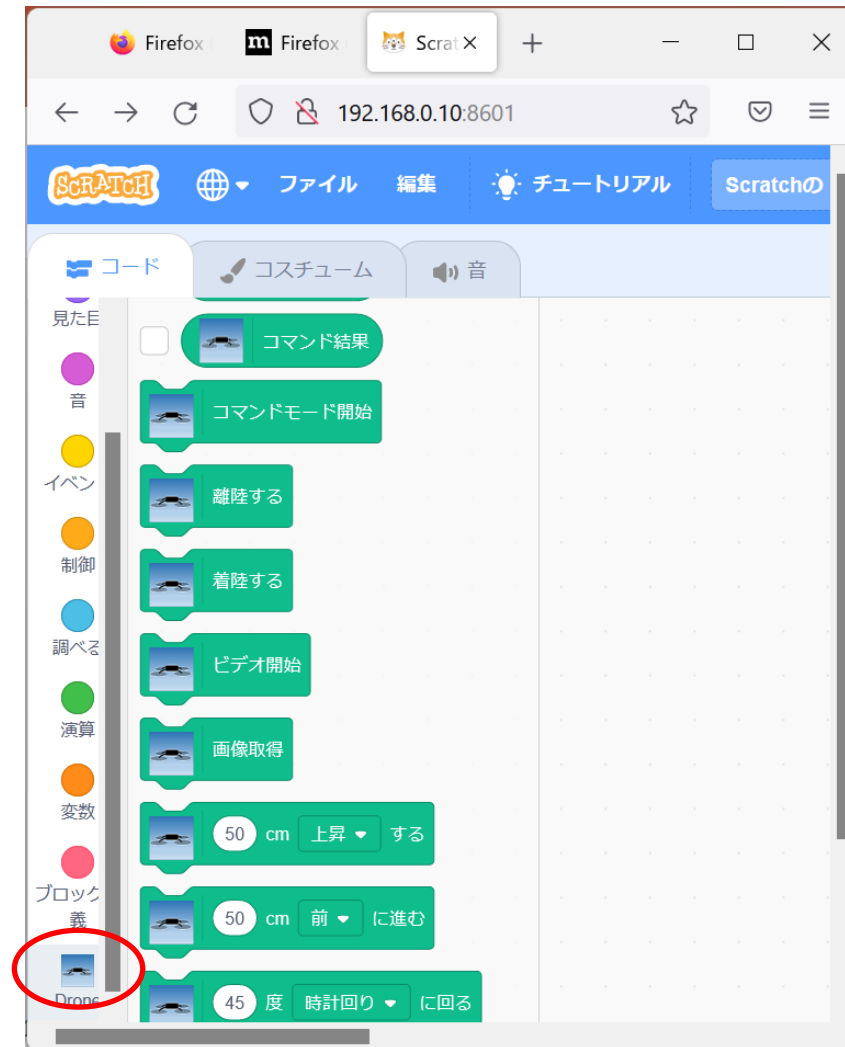 Firefox
m Firefox
Scrat
192.168.0.10:8601
SCRATCH ファイル 編集 チュートリアル Scratchの
コード コスチューム 音
見た目
コマンド結果
音
コマンドモード開始
イベン
離陸する
制御
着陸する
調べる
ビデオ開始
演算
画像取得
変数
50 cm 上昇 する
ブロック
義
50 cm 前 に進む
Drone
45 度 時計回り に回る